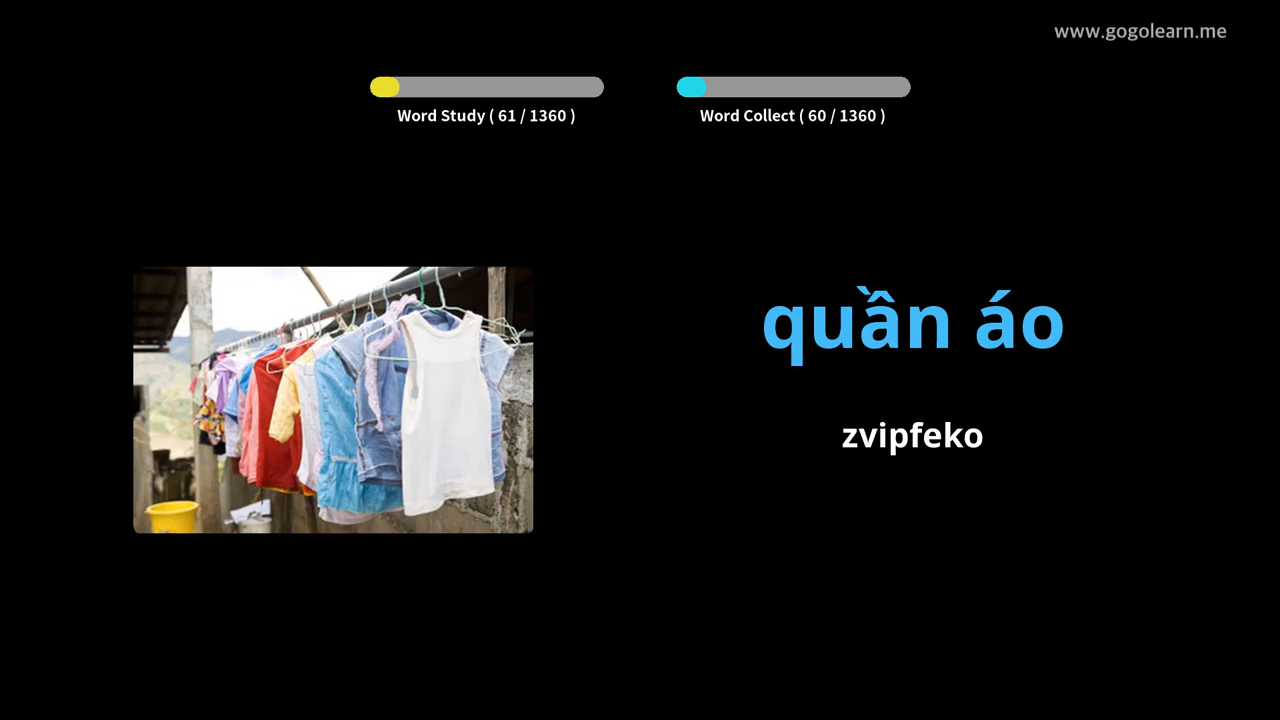 www.gogolearn.me
Word Study ( 61 / 1360 )
Word Collect ( 60 / 1360 )
quần áo
zvipfeko